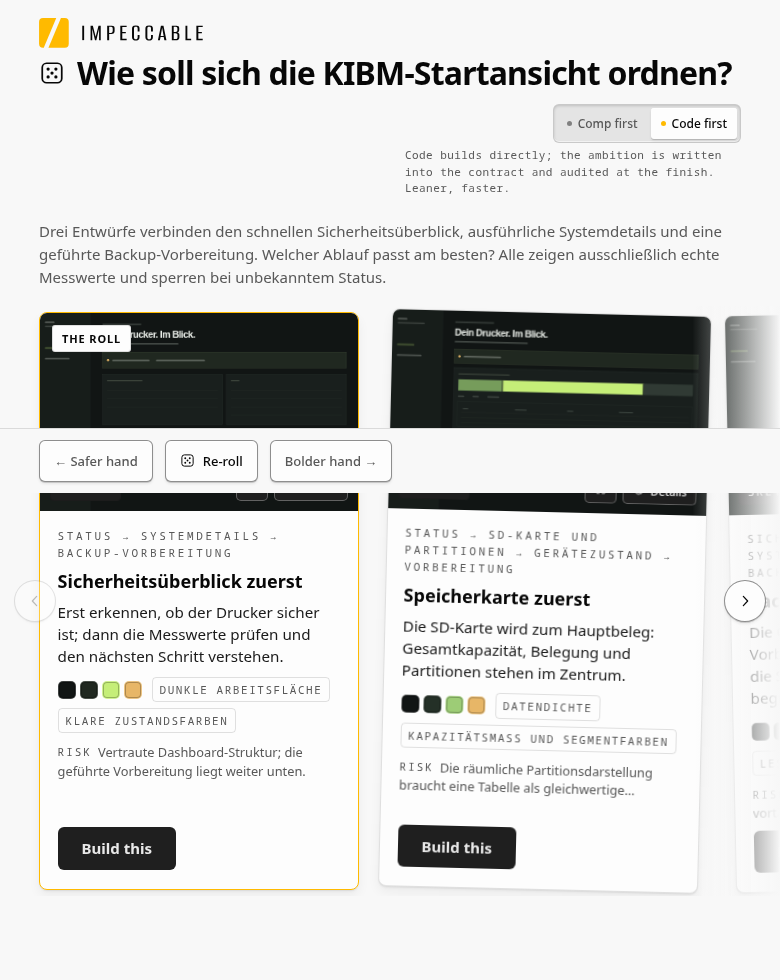 IMPECCABLE
Wie soll sich die KIBM-Startansicht ordnen?
Comp first
Code first
Code builds directly; the ambition is written
into the contract and audited at the finish.
Leaner, faster.
Drei Entwürfe verbinden den schnellen Sicherheitsüberblick, ausführliche Systemdetails und eine
geführte Backup-Vorbereitung. Welcher Ablauf passt am besten? Alle zeigen ausschließlich echte
Messwerte und sperren bei unbekanntem Status.
THE ROLL
Drucker. Im Blick.
Dein Drucker. Im Blick.
← Safer hand
Re-roll
Bolder hand →
Details
STATUS → SYSTEMDETAILS →
BACKUP-VORBEREITUNG
Sicherheitsüberblick zuerst
Erst erkennen, ob der Drucker sicher
ist; dann die Messwerte prüfen und
den nächsten Schritt verstehen.
DUNKLE ARBEITSFLÄCHE
KLARE ZUSTANDSFARBEN
RISK Vertraute Dashboard-Struktur; die
geführte Vorbereitung liegt weiter unten.
Build this
STATUS → SD-KARTE UND
PARTITIONEN → GERÄTEZUSTAND →
VORBEREITUNG
Speicherkarte zuerst
Die SD-Karte wird zum Hauptbeleg:
Gesamtkapazität, Belegung und
Partitionen stehen im Zentrum.
DATENDICHTE
KAPAZITÄTSMASS UND SEGMENTFARBEN
RISK Die räumliche Partitionsdarstellung
braucht eine Tabelle als gleichwertige…
Build this